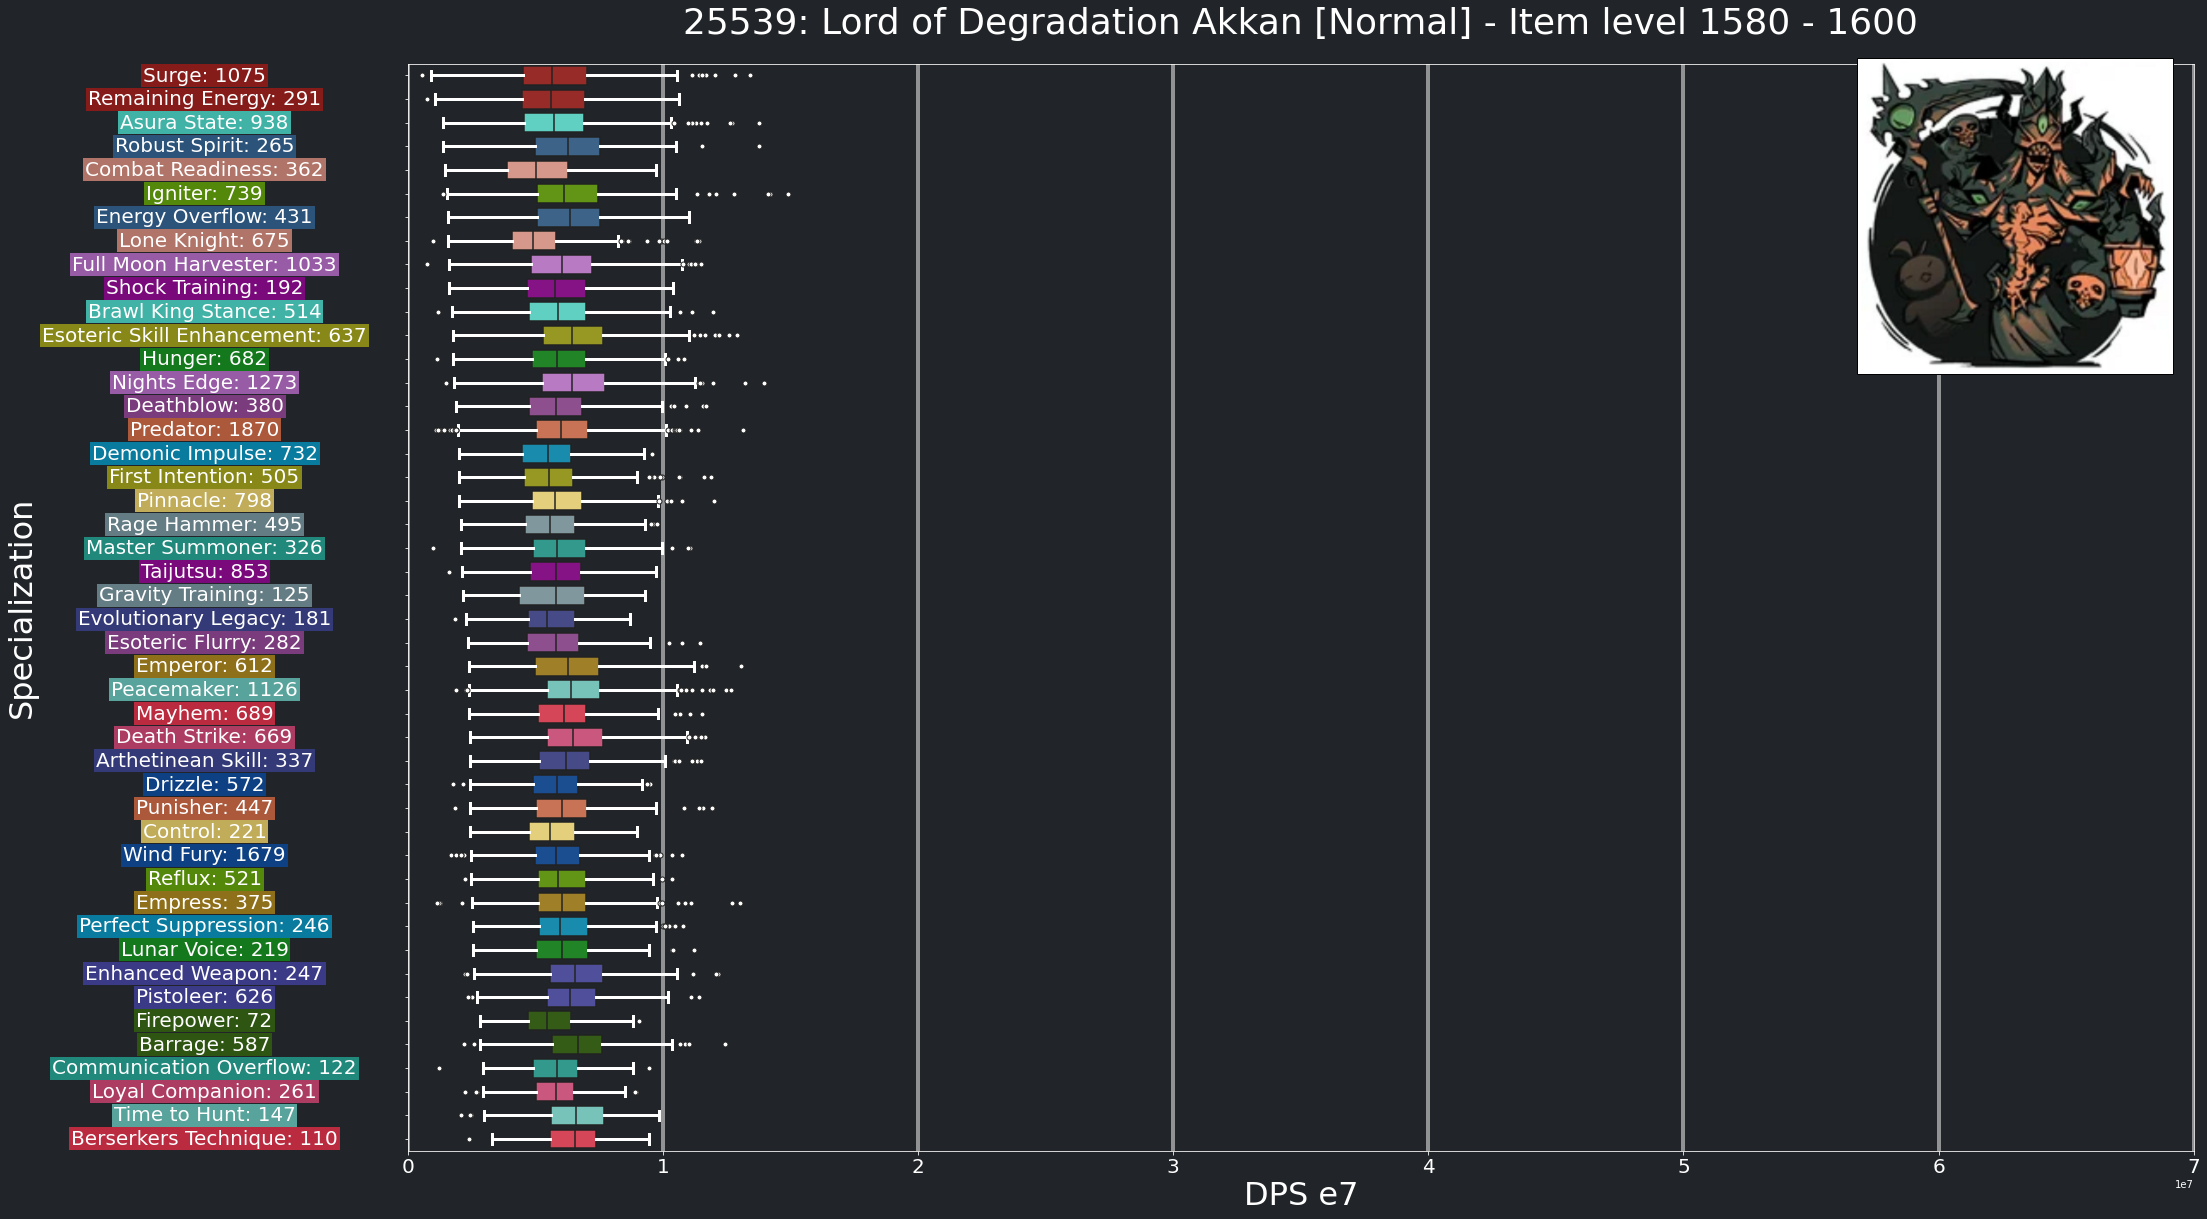 25539: Lord of Degradation Akkan [Normal] - Item level 1580 - 1600
Specialization
Surge: 1075
Remaining Energy: 291
Asura State: 938
Robust Spirit: 265
Combat Readiness: 362
Igniter: 739
Energy Overflow: 431
Lone Knight: 675
Full Moon Harvester: 1033
Shock Training: 192
Brawl King Stance: 514
Esoteric Skill Enhancement: 637
Hunger: 682
Nights Edge: 1273
Deathblow: 380
Predator: 1870
Demonic Impulse: 732
First Intention: 505
Pinnacle: 798
Rage Hammer: 495
Master Summoner: 326
Taijutsu: 853
Gravity Training: 125
Evolutionary Legacy: 181
Esoteric Flurry: 282
Emperor: 612
Peacemaker: 1126
Mayhem: 689
Death Strike: 669
Arthetinean Skill: 337
Drizzle: 572
Punisher: 447
Control: 221
Wind Fury: 1679
Reflux: 521
Empress: 375
Perfect Suppression: 246
Lunar Voice: 219
Enhanced Weapon: 247
Pistoleer: 626
Firepower: 72
Barrage: 587
Communication Overflow: 122
Loyal Companion: 261
Time to Hunt: 147
Berserkers Technique: 110
0 1 2 3 4 5 6 7
1e7
DPS e7